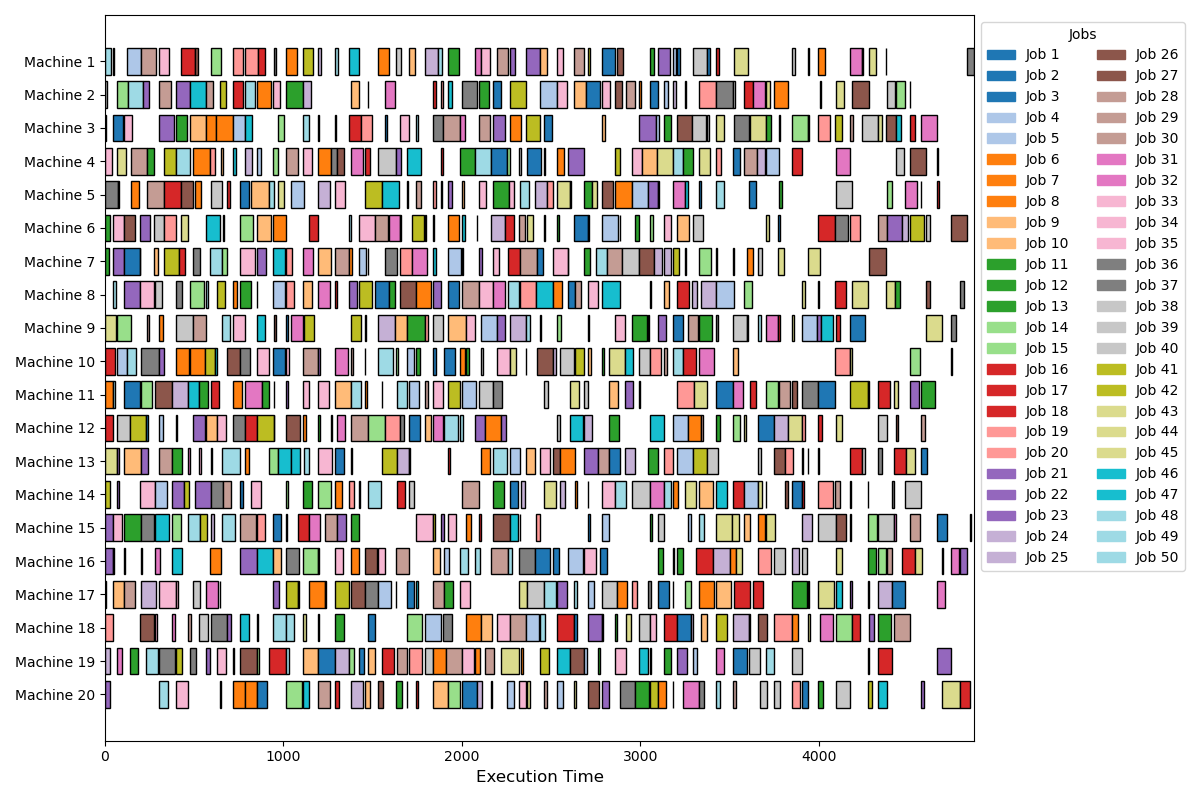 Machine 1
Machine 2
Machine 3
Machine 4
Machine 5
Machine 6
Machine 7
Machine 8
Machine 9
Machine 10
Machine 11
Machine 12
Machine 13
Machine 14
Machine 15
Machine 16
Machine 17
Machine 18
Machine 19
Machine 20
0 1000 2000 3000 4000
Execution Time
Jobs
Job 1
Job 2
Job 3
Job 4
Job 5
Job 6
Job 7
Job 8
Job 9
Job 10
Job 11
Job 12
Job 13
Job 14
Job 15
Job 16
Job 17
Job 18
Job 19
Job 20
Job 21
Job 22
Job 23
Job 24
Job 25
Job 26
Job 27
Job 28
Job 29
Job 30
Job 31
Job 32
Job 33
Job 34
Job 35
Job 36
Job 37
Job 38
Job 39
Job 40
Job 41
Job 42
Job 43
Job 44
Job 45
Job 46
Job 47
Job 48
Job 49
Job 50